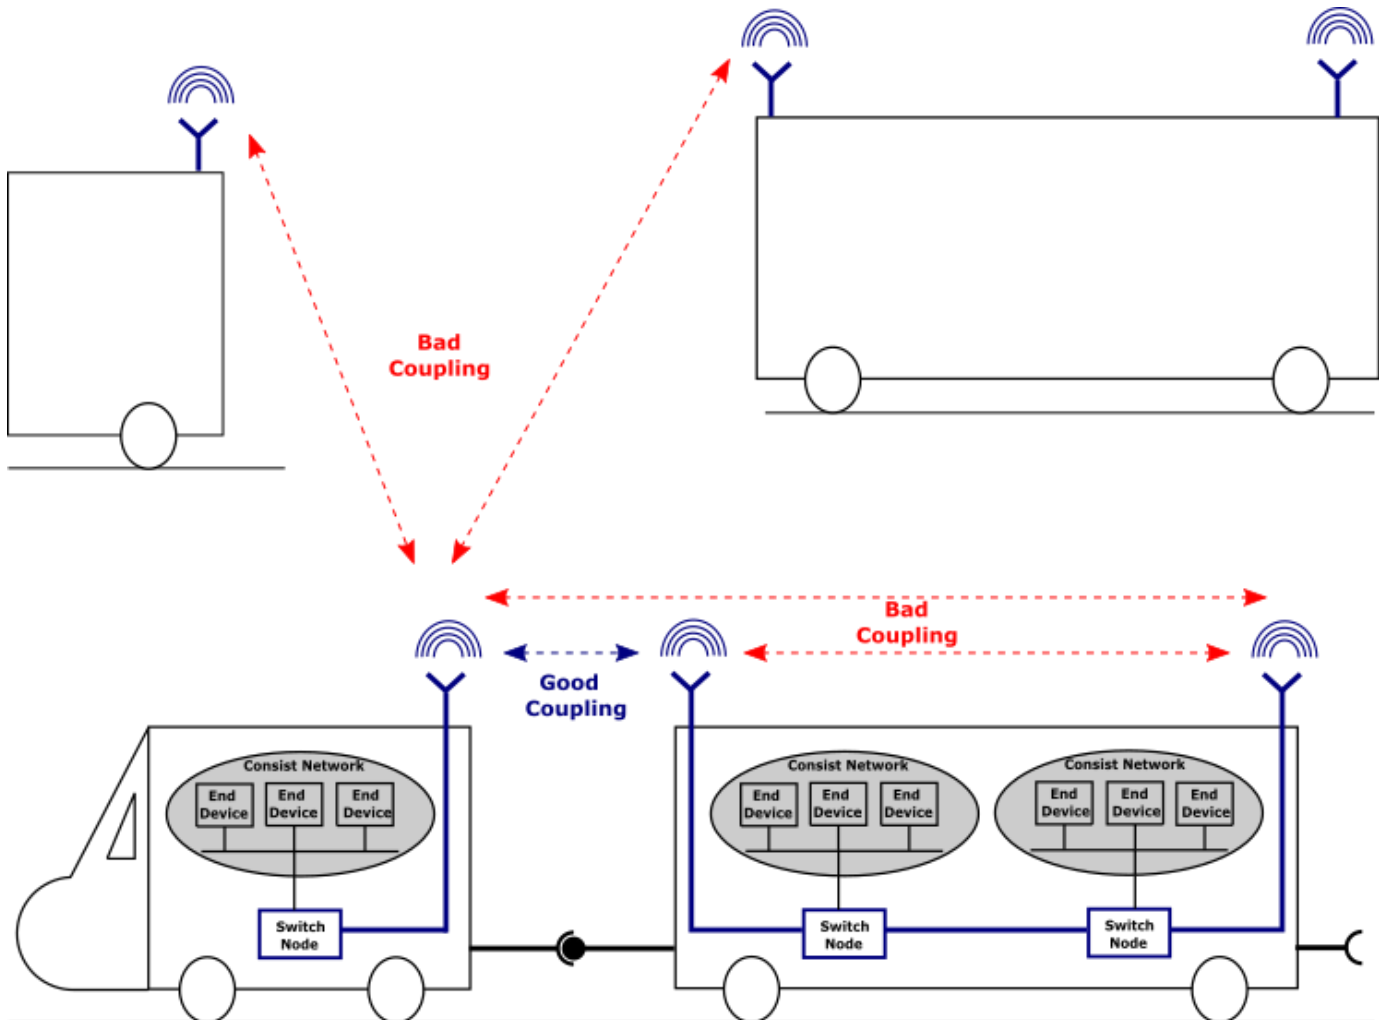 Bad
Coupling
Bad
Coupling
Good
Coupling
Consist Network
End
Device
End
Device
End
Device
Switch
Node
Consist Network
End
Device
End
Device
End
Device
Switch
Node
Consist Network
End
Device
End
Device
End
Device
Switch
Node